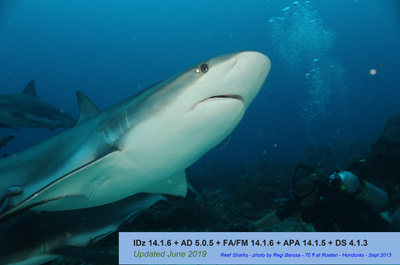 IDz 14.1.6 + AD 5.0.5 + FA/FM 14.1.6 + APA 14.1.5 + DS 4.1.3
Updated June 2019 Reef Sharks - photo by Regi Barosa - 70 ft at Roatan - Honduras - Sept 2013